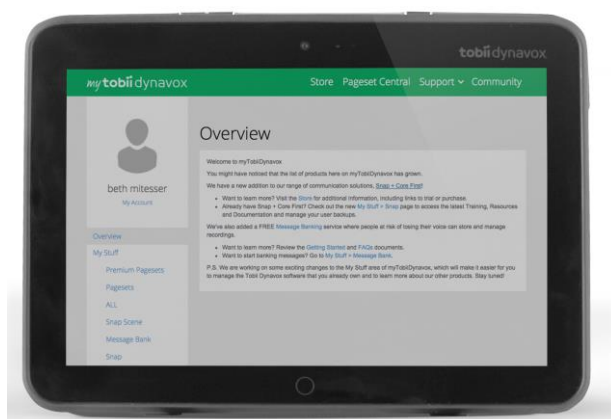 tobii dynavox
my tobii dynavox
Store Pageset Central Support Community
beth mitesser
My Account
Overview
My Stuff
Premium Pagesets
Pagesets
ALL
Snap Scene
Message Bank
Snap
Overview
Welcome to myTobiiDynavox
You might have noticed that the list of products here on myTobiiDynavox has grown.
We have a new addition to our range of communication solutions, Snap + Core First!
• Want to learn more? Visit the Store for additional information, including links to trial or purchase.
• Already have Snap + Core First? Check out the new My Stuff > Snap page to access the latest Training, Resources
and Documentation and manage your user backups.
We've also added a FREE Message Banking service where people at risk of losing their voice can store and manage
recordings.
• Want to learn more? Review the Getting Started and FAQs documents.
• Want to start banking messages? Go to My Stuff > Message Bank.
P.S. We are working on some exciting changes to the My Stuff area of myTobiiDynavox, which will make it easier for you
to manage the Tobii Dynavox software that you already own and to learn more about our other products. Stay tuned!